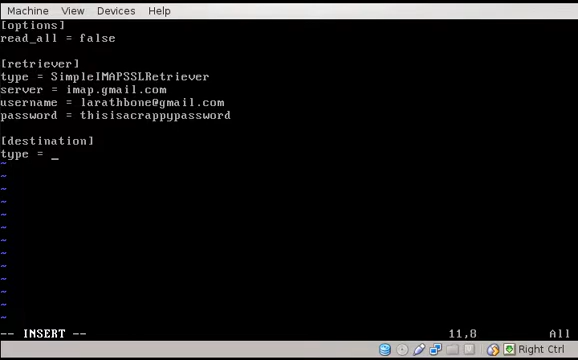 Machine View Devices Help
[options]
read_all = false
[retriever]
type = SimpleIMAPSSLRetriever
server = imap.gmail.com
username = larathbone@gmail.com
password = thisisacrappypassword
[destination]
type = _
~
~
~
~
~
~
~
~
~
~
~
~
~
-- INSERT -- 11,8 All
Right Ctrl